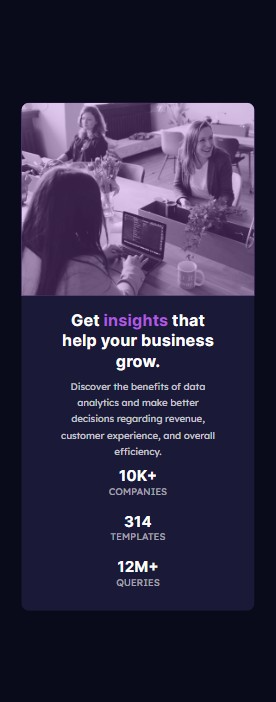 Get insights that
help your business
grow.
Discover the benefits of data
analytics and make better
decisions regarding revenue,
customer experience, and overall
efficiency.
10K+
COMPANIES
314
TEMPLATES
12M+
QUERIES